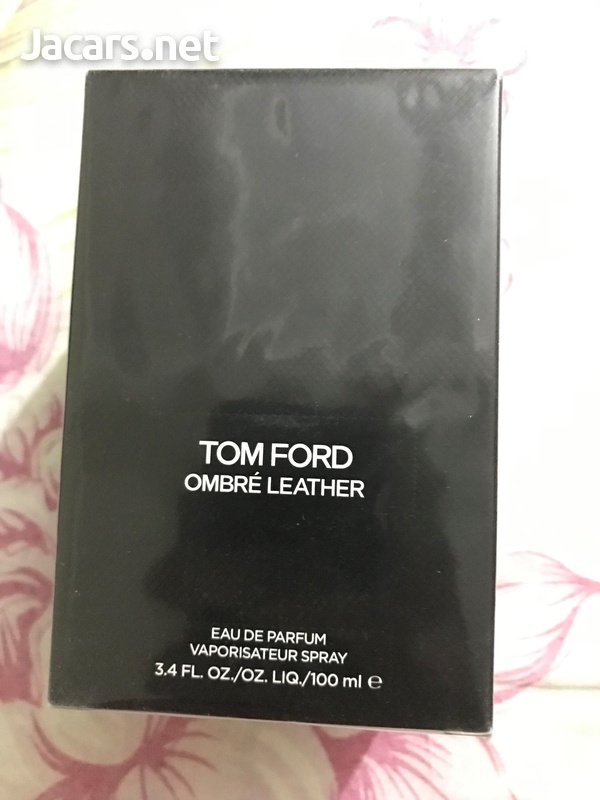 Jacars.net
TOM FORD
OMBRÉ LEATHER
EAU DE PARFUM
VAPORISATEUR SPRAY
3.4 FL. OZ./OZ. LIQ./100 ml ℮